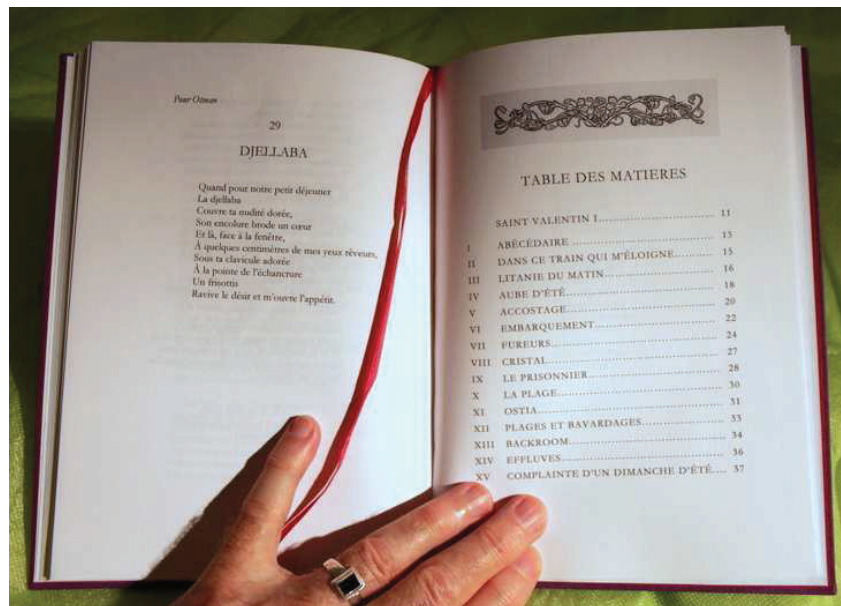 Pour Otman
29
DJELLABA
Quand pour notre petit déjeuner
La djellaba
Couvre ta nudité dorée,
Son encolure brode un cœur
Et là, face à la fenêtre,
À quelques centimètres de mes yeux rêveurs,
Sous ta clavicule adorée
À la pointe de l'échancrure
Un frisottis
Ravive le désir et m'ouvre l'appétit.
TABLE DES MATIERES
SAINT VALENTIN I 11
I ABÉCÉDAIRE 13
II DANS CE TRAIN QUI M'ÉLOIGNE 15
III LITANIE DU MATIN 16
IV AUBE D'ÉTÉ 18
V ACCOSTAGE 20
VI EMBARQUEMENT 22
VII FUREURS 24
VIII CRISTAL 27
IX LE PRISONNIER 28
X LA PLAGE 30
XI OSTIA 31
XII PLAGES ET BAVARDAGES 33
XIII BACKROOM 34
XIV EFFLUVES 36
XV COMPLAINTE D'UN DIMANCHE D'ÉTÉ 37